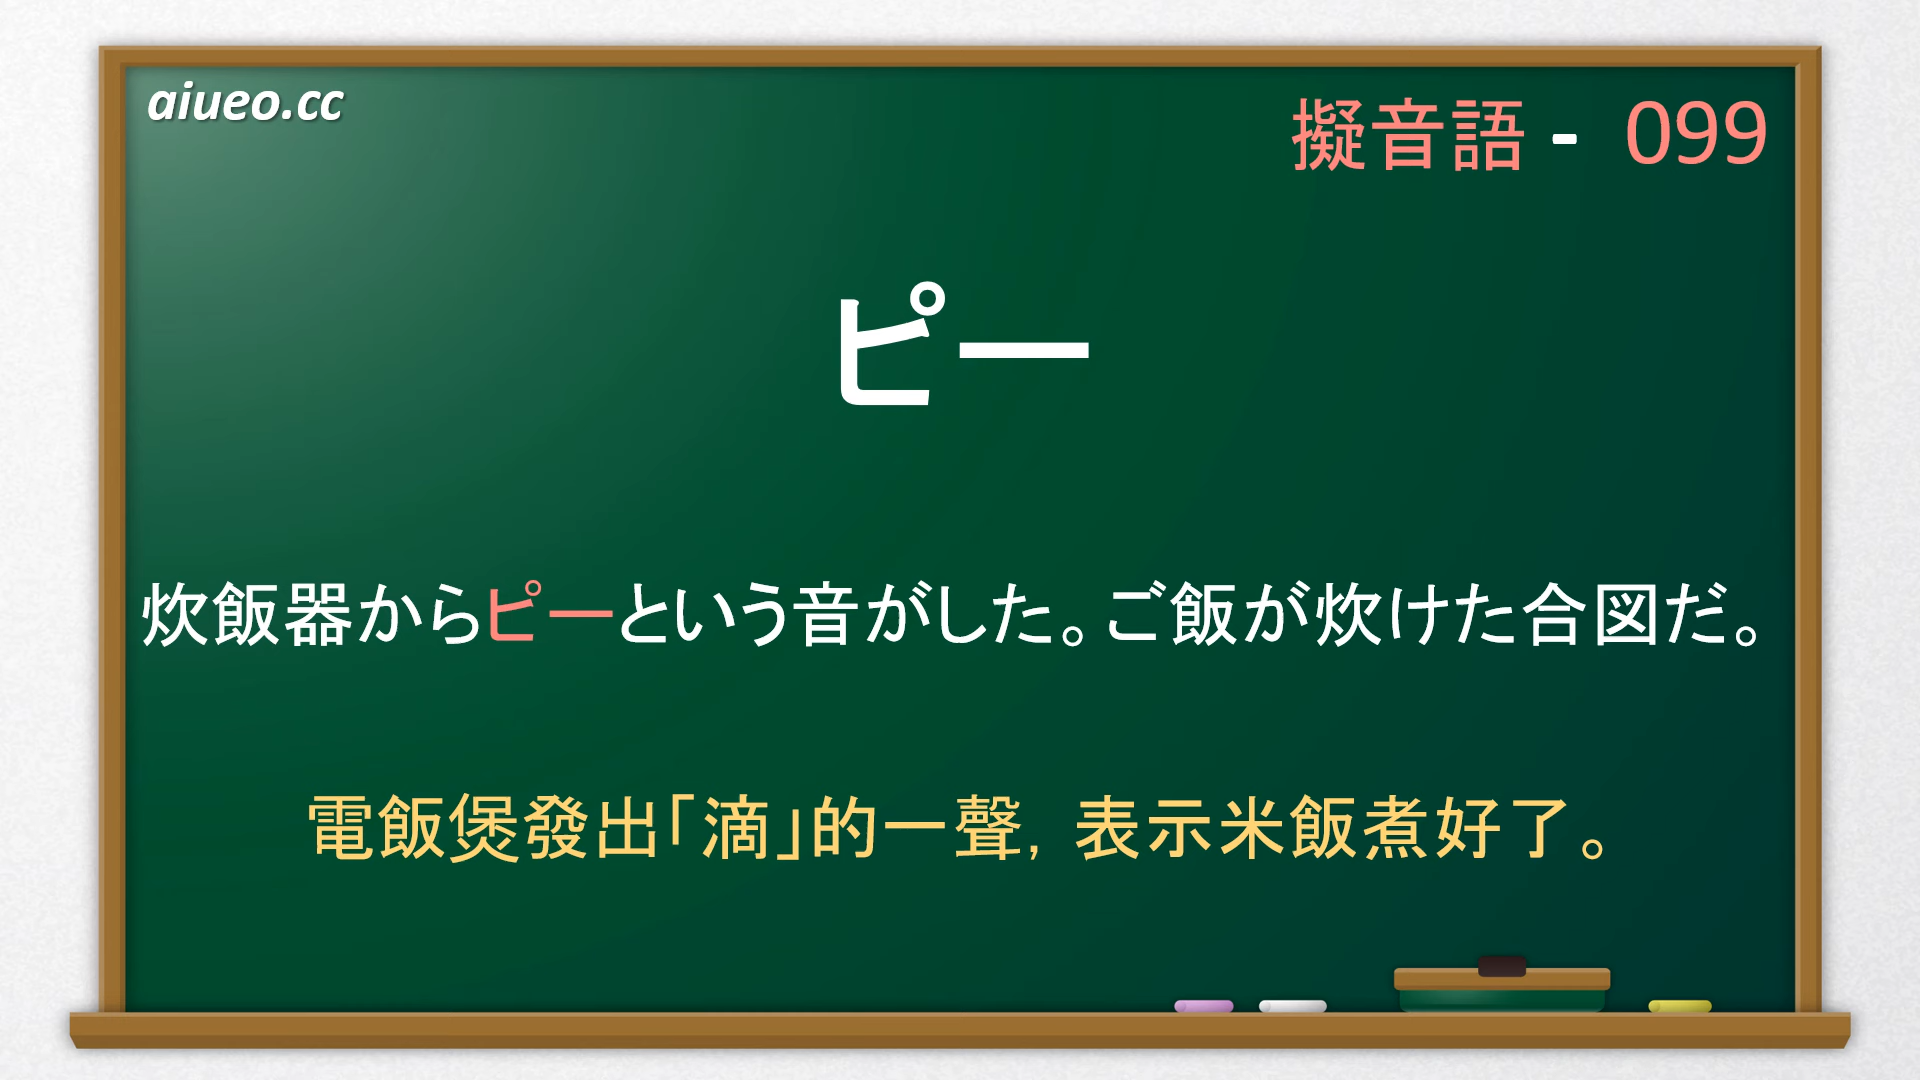 aiueo.cc
擬音語 - 099
ピー
炊飯器からピーという音がした。ご飯が炊けた合図だ。
電飯煲發出「滴」的一聲，表示米飯煮好了。